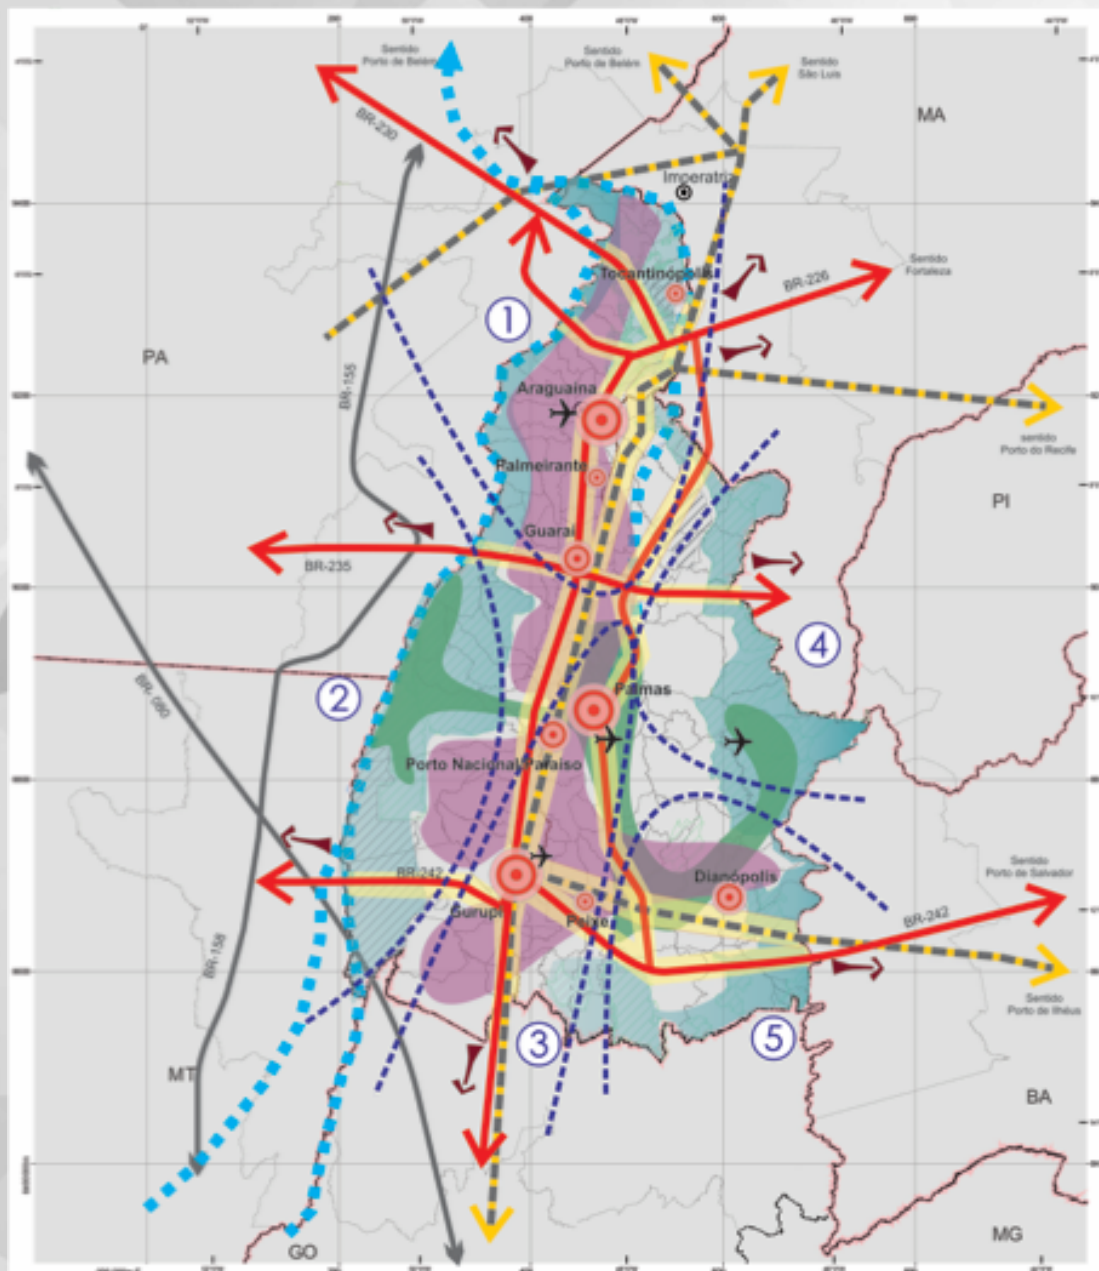 Sentido
Porto de Belém
Sentido
Porto de Belém
Sentido
São Luis
MA
BR-230
Imperatriz
Tocantinópolis
BR-226
Sentido
Fortaleza
1
PA
BR-155
Araguaina
Palmeirante
sentido
Porto do Recife
PI
Guaraí
BR-235
4
2
BR-080
Palmas
Porto Nacional/Paraíso
BR-242
Gurupi
Peixe
Dianópolis
Sentido
Porto de Salvador
BR-242
BR-158
Sentido
Porto de Ilhéus
3
5
MT
BA
GO
MG